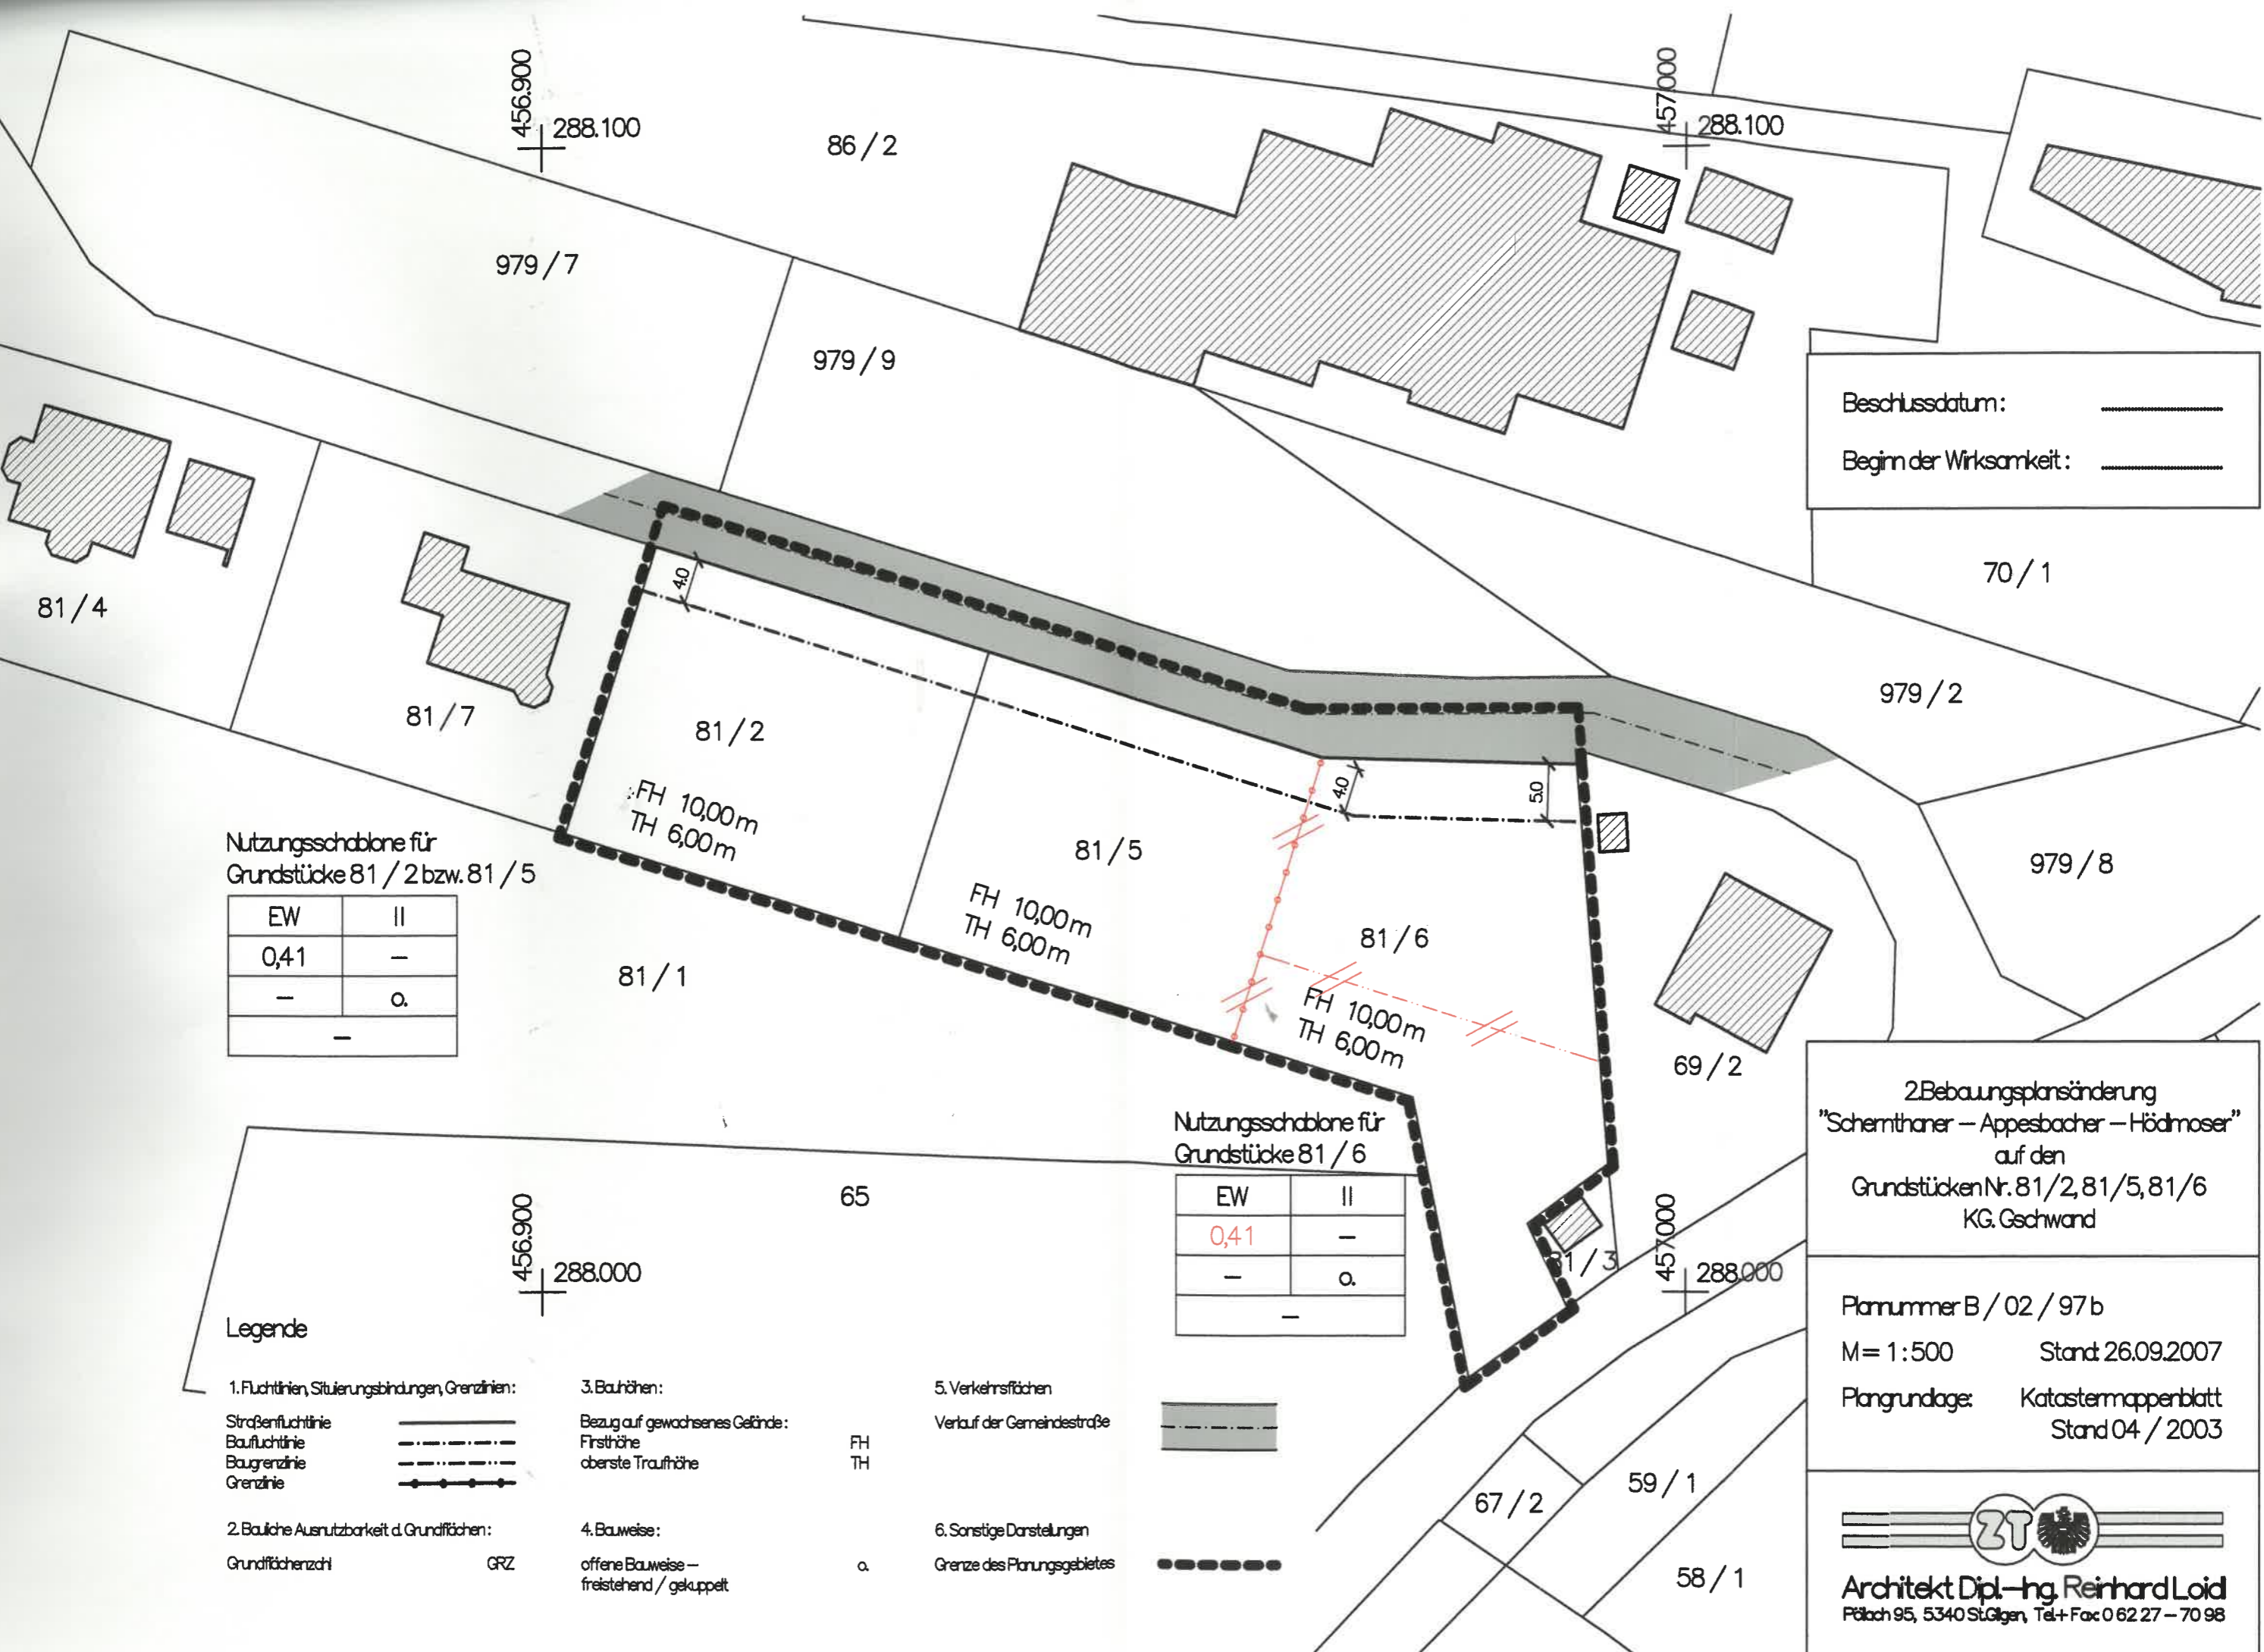 456.900
288.100
86/2
457.000
288.100
979/7
979/9
Beschlussdatum:
Beginn der Wirksamkeit:
70/1
81/4
4.0
81/7
81/2
979/2
FH 10,00m
TH 6,00m
4.0
5.0
81/5
979/8
FH 10,00m
TH 6,00m
81/6
FH 10,00m
TH 6,00m
69/2
Nutzungsschablone für
Grundstücke 81/2 bzw. 81/5
EW II
0,41 –
– o.
–
81/1
65
456.900
288.000
Nutzungsschablone für
Grundstücke 81/6
EW II
0,41 –
– o.
–
81/3
457.000
288.000
67/2
59/1
58/1
Legende
1. Fluchtlinien, Situierungsbindungen, Grenzlinien:
Straßenfluchtlinie
Baufluchtlinie
Baugrenzlinie
Grenzlinie
2. Bauliche Ausnutzbarkeit d. Grundflächen:
Grundflächenzahl GRZ
3. Bauhöhen:
Bezug auf gewachsenes Gelände:
Firsthöhe FH
oberste Traufhöhe TH
4. Bauweise:
offene Bauweise – o.
freistehend / gekuppelt
5. Verkehrsflächen
Verlauf der Gemeindestraße
6. Sonstige Darstellungen
Grenze des Planungsgebietes
2.Bebauungsplansänderung
"Schernthaner – Appesbacher – Hödlmoser"
auf den
Grundstücken Nr. 81/2, 81/5, 81/6
KG. Gschwand
Plannummer B/02/97b
M= 1:500 Stand: 26.09.2007
Plangrundlage: Katastermappenblatt
Stand 04/2003
ZT
Architekt Dipl.–Ing. Reinhard Loidl
Pöllach 95, 5340 St.Gilgen, Tel.+Fax: 0 62 27 – 70 98